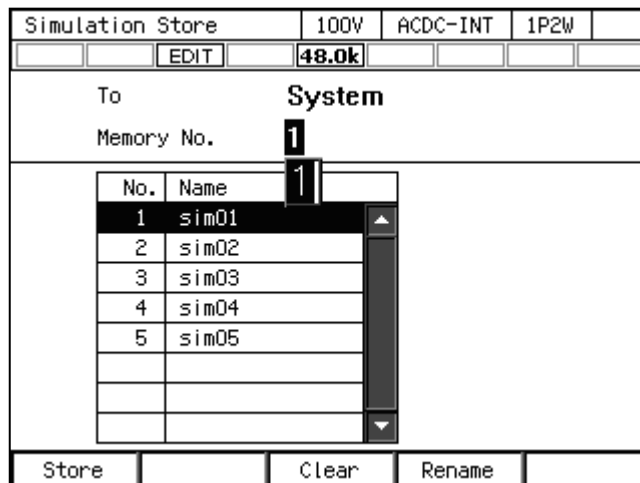 Simulation Store 100V ACDC-INT 1P2W
EDIT 48.0k
To System
Memory No. 1
1
No. Name
1 sim01
2 sim02
3 sim03
4 sim04
5 sim05
Store Clear Rename